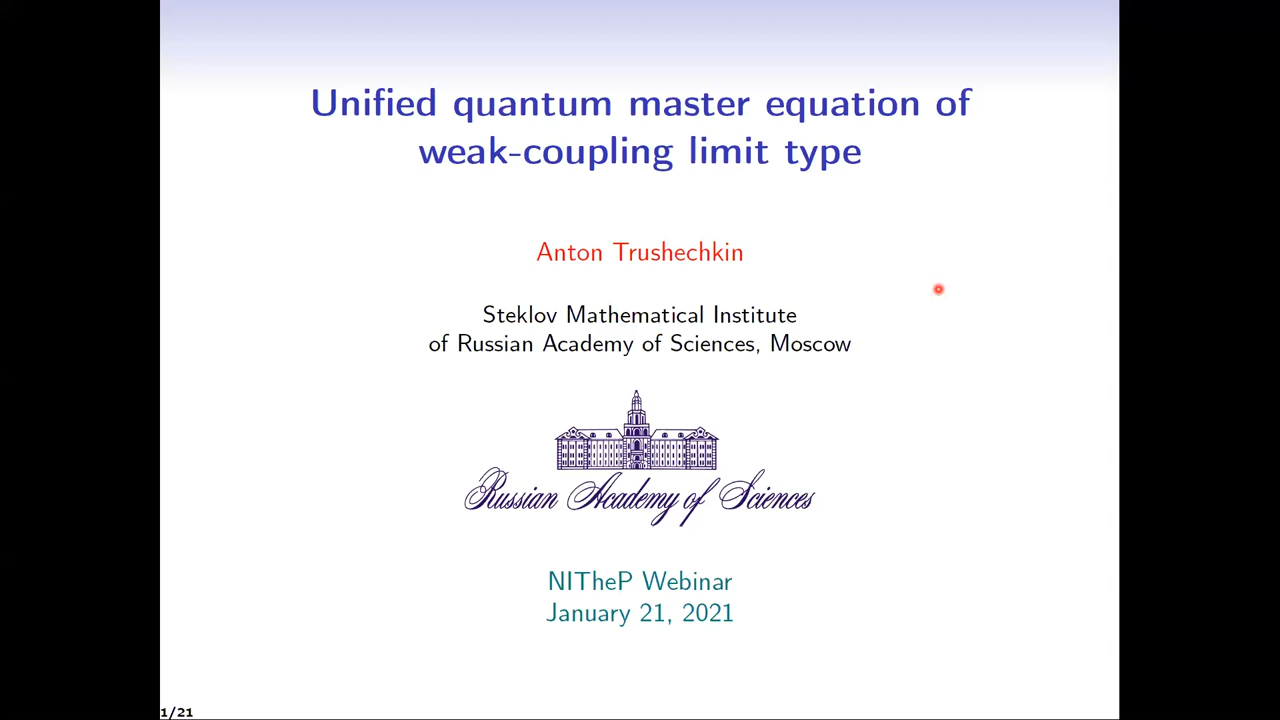 Unified quantum master equation of
weak-coupling limit type
Anton Trushechkin
Steklov Mathematical Institute
of Russian Academy of Sciences, Moscow
Russian Academy of Sciences
NITheP Webinar
January 21, 2021
1/21